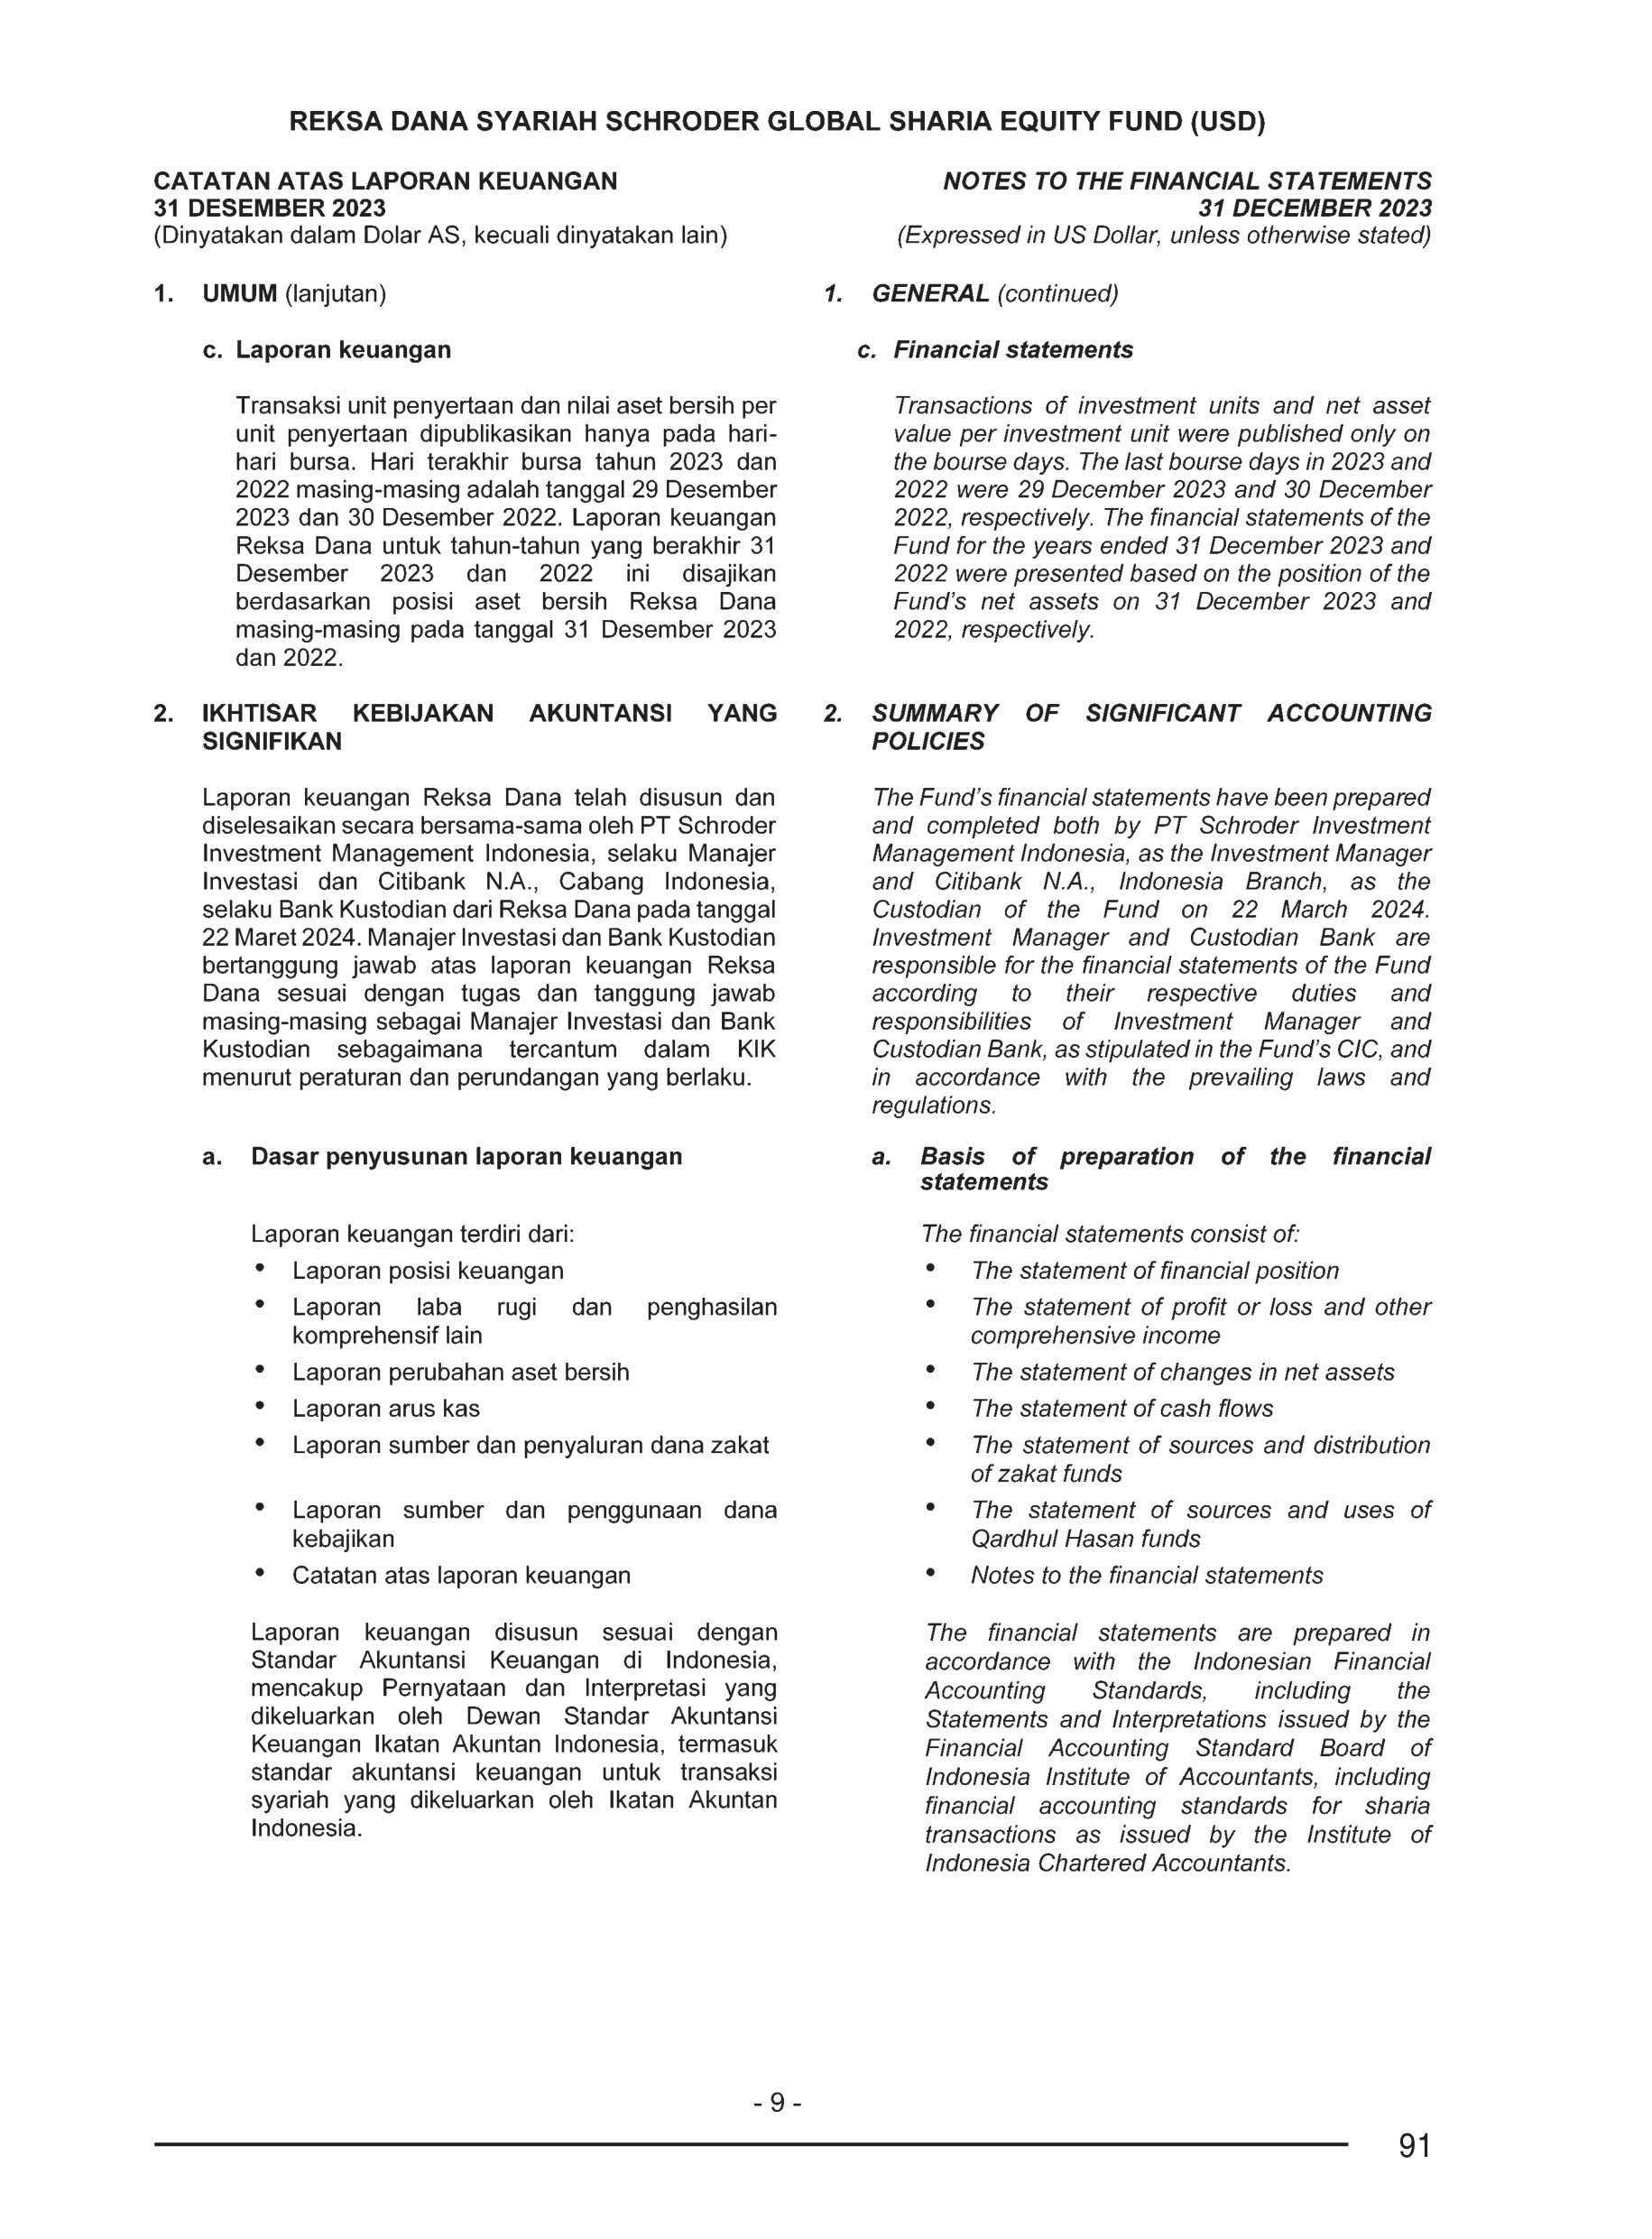 REKSA DANA SYARIAH SCHRODER GLOBAL SHARIA EQUITY FUND (USD)
CATATAN ATAS LAPORAN KEUANGAN
31 DESEMBER 2023
(Dinyatakan dalam Dolar AS, kecuali dinyatakan lain)
NOTES TO THE FINANCIAL STATEMENTS
31 DECEMBER 2023
(Expressed in US Dollar, unless otherwise stated)
1. UMUM (lanjutan)
c. Laporan keuangan
Transaksi unit penyertaan dan nilai aset bersih per
unit penyertaan dipublikasikan hanya pada hari-
hari bursa. Hari terakhir bursa tahun 2023 dan
2022 masing-masing adalah tanggal 29 Desember
2023 dan 30 Desember 2022. Laporan keuangan
Reksa Dana untuk tahun-tahun yang berakhir 31
Desember 2023 dan 2022 ini disajikan
berdasarkan posisi aset bersih Reksa Dana
masing-masing pada tanggal 31 Desember 2023
dan 2022.
1. GENERAL (continued)
c. Financial statements
Transactions of investment units and net asset
value per investment unit were published only on
the bourse days. The last bourse days in 2023 and
2022 were 29 December 2023 and 30 December
2022, respectively. The financial statements of the
Fund for the years ended 31 December 2023 and
2022 were presented based on the position of the
Fund's net assets on 31 December 2023 and
2022, respectively.
2. IKHTISAR KEBIJAKAN AKUNTANSI YANG
SIGNIFIKAN
Laporan keuangan Reksa Dana telah disusun dan
diselesaikan secara bersama-sama oleh PT Schroder
Investment Management Indonesia, selaku Manajer
Investasi dan Citibank N.A., Cabang Indonesia,
selaku Bank Kustodian dari Reksa Dana pada tanggal
22 Maret 2024. Manajer Investasi dan Bank Kustodian
bertanggung jawab atas laporan keuangan Reksa
Dana sesuai dengan tugas dan tanggung jawab
masing-masing sebagai Manajer Investasi dan Bank
Kustodian sebagaimana tercantum dalam KIK
menurut peraturan dan perundangan yang berlaku.
2. SUMMARY OF SIGNIFICANT ACCOUNTING
POLICIES
The Fund's financial statements have been prepared
and completed both by PT Schroder Investment
Management Indonesia, as the Investment Manager
and Citibank N.A., Indonesia Branch, as the
Custodian of the Fund on 22 March 2024.
Investment Manager and Custodian Bank are
responsible for the financial statements of the Fund
according to their respective duties and
responsibilities of Investment Manager and
Custodian Bank, as stipulated in the Fund's CIC, and
in accordance with the prevailing laws and
regulations.
a. Dasar penyusunan laporan keuangan
Laporan keuangan terdiri dari:
• Laporan posisi keuangan
• Laporan laba rugi dan penghasilan
komprehensif lain
• Laporan perubahan aset bersih
• Laporan arus kas
• Laporan sumber dan penyaluran dana zakat
• Laporan sumber dan penggunaan dana
kebajikan
• Catatan atas laporan keuangan
Laporan keuangan disusun sesuai dengan
Standar Akuntansi Keuangan di Indonesia,
mencakup Pernyataan dan Interpretasi yang
dikeluarkan oleh Dewan Standar Akuntansi
Keuangan Ikatan Akuntan Indonesia, termasuk
standar akuntansi keuangan untuk transaksi
syariah yang dikeluarkan oleh Ikatan Akuntan
Indonesia.
a. Basis of preparation of the financial
statements
The financial statements consist of:
• The statement of financial position
• The statement of profit or loss and other
comprehensive income
• The statement of changes in net assets
• The statement of cash flows
• The statement of sources and distribution
of zakat funds
• The statement of sources and uses of
Qardhul Hasan funds
• Notes to the financial statements
The financial statements are prepared in
accordance with the Indonesian Financial
Accounting Standards, including the
Statements and Interpretations issued by the
Financial Accounting Standard Board of
Indonesia Institute of Accountants, including
financial accounting standards for sharia
transactions as issued by the Institute of
Indonesia Chartered Accountants.
- 9 -
91